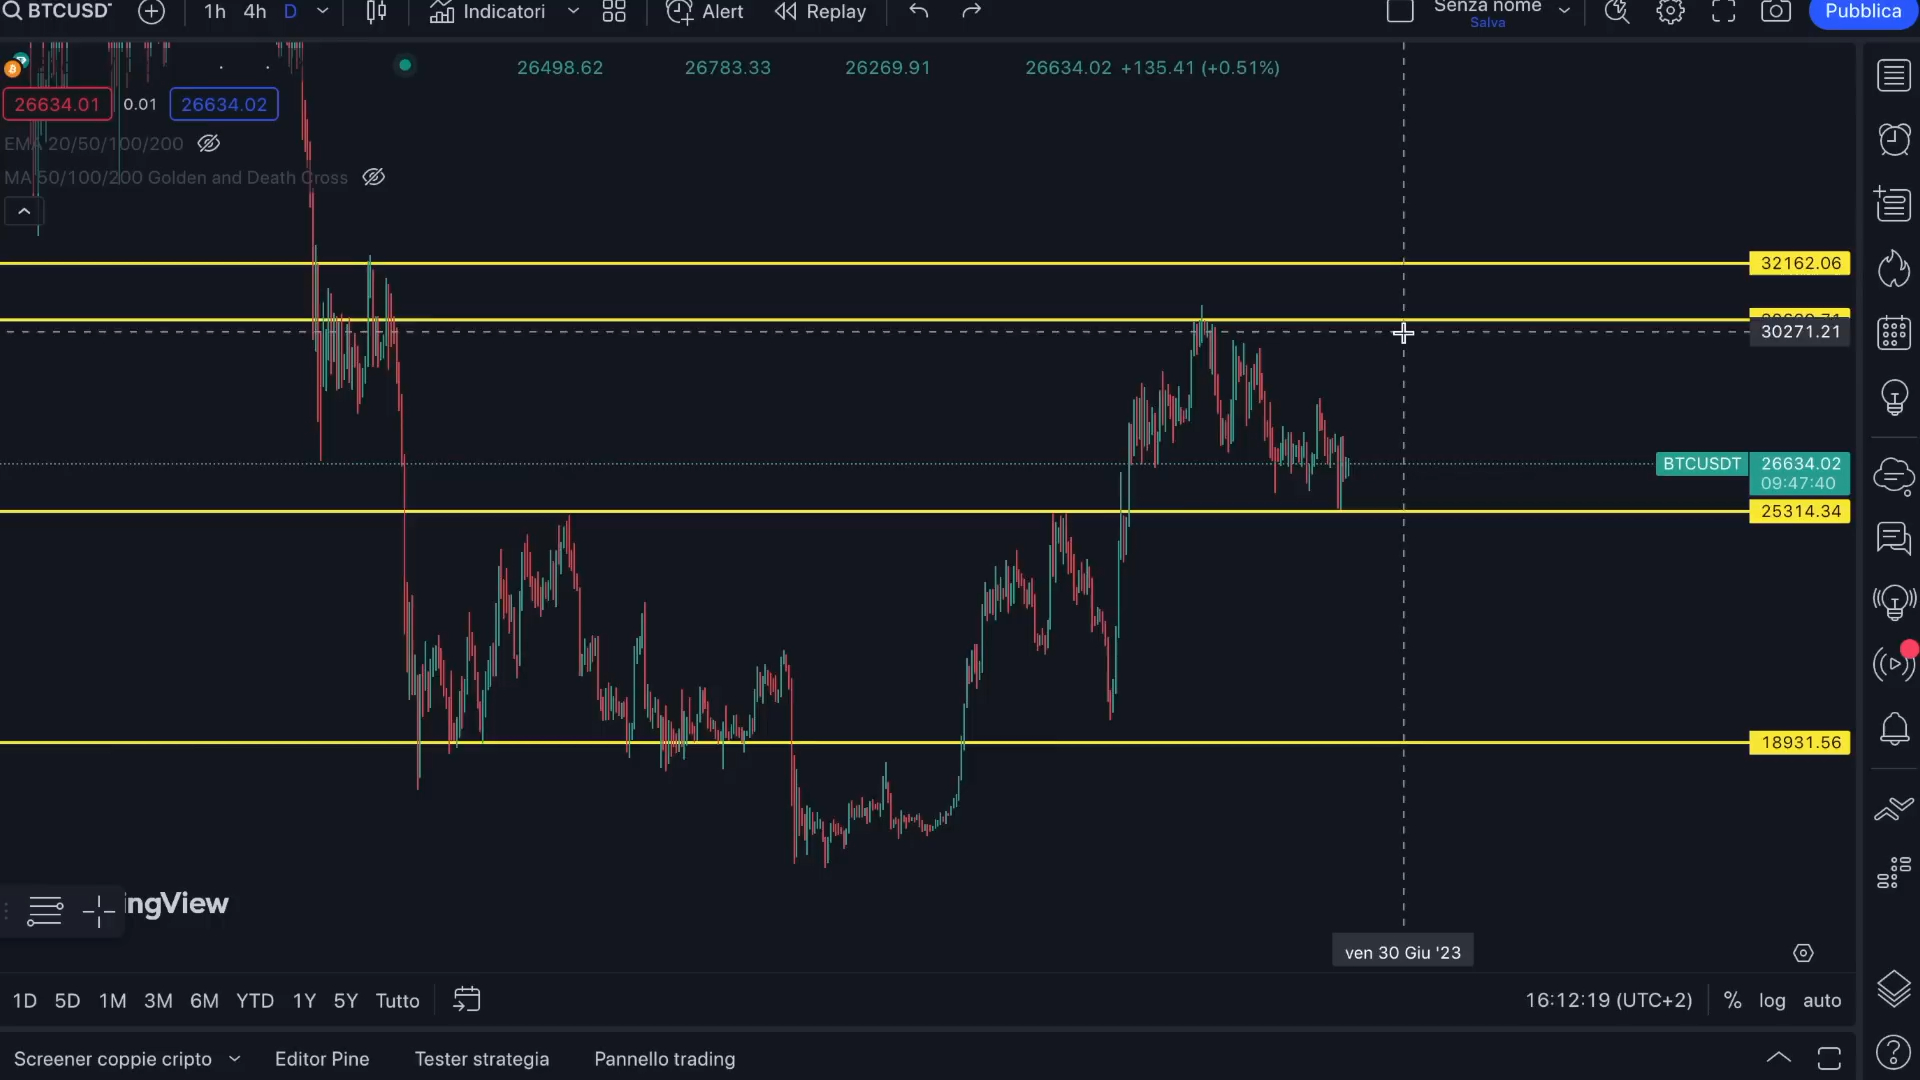 BTCUSDT
1h 4h D
Indicatori
Alert
Replay
Senza nome
Salva
Pubblica
26498.62 26783.33 26269.91 26634.02 +135.41 (+0.51%)
26634.01 0.01 26634.02
EMA 20/50/100/200
MA 50/100/200 Golden and Death Cross
32162.06
30271.21
BTCUSDT 26634.02
09:47:40
25314.34
18931.56
ingView
ven 30 Giu '23
1D 5D 1M 3M 6M YTD 1Y 5Y Tutto
16:12:19 (UTC+2) % log auto
Screener coppie cripto Editor Pine Tester strategia Pannello trading